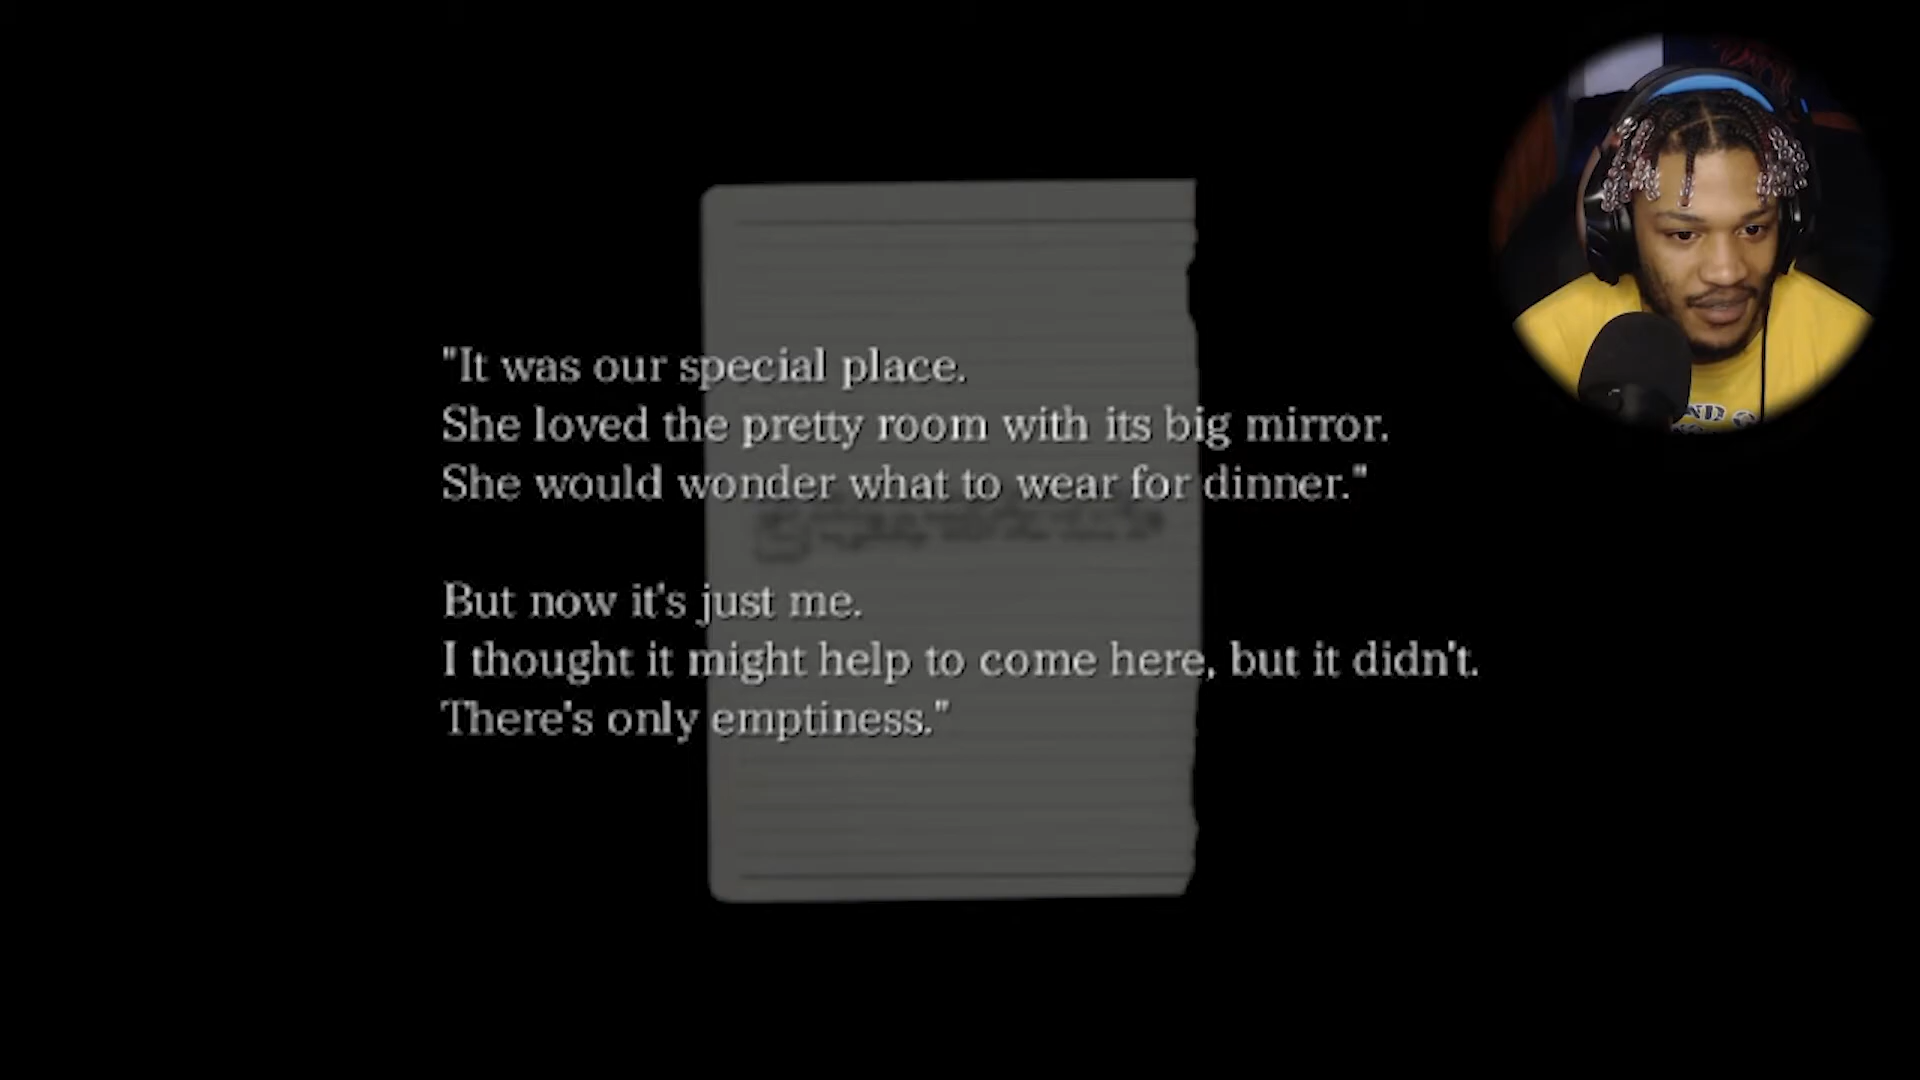 "It was our special place.
She loved the pretty room with its big mirror.
She would wonder what to wear for dinner."
But now it's just me.
I thought it might help to come here, but it didn't.
There's only emptiness."